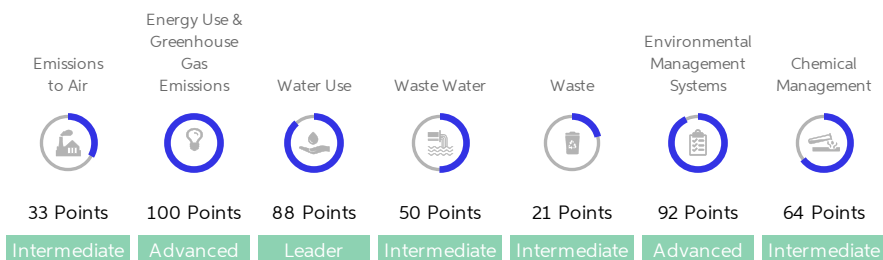 Emissions
to Air
33 Points
Intermediate
Energy Use &
Greenhouse
Gas
Emissions
100 Points
Advanced
Water Use
88 Points
Leader
Waste Water
50 Points
Intermediate
Waste
21 Points
Intermediate
Environmental
Management
Systems
92 Points
Advanced
Chemical
Management
64 Points
Intermediate